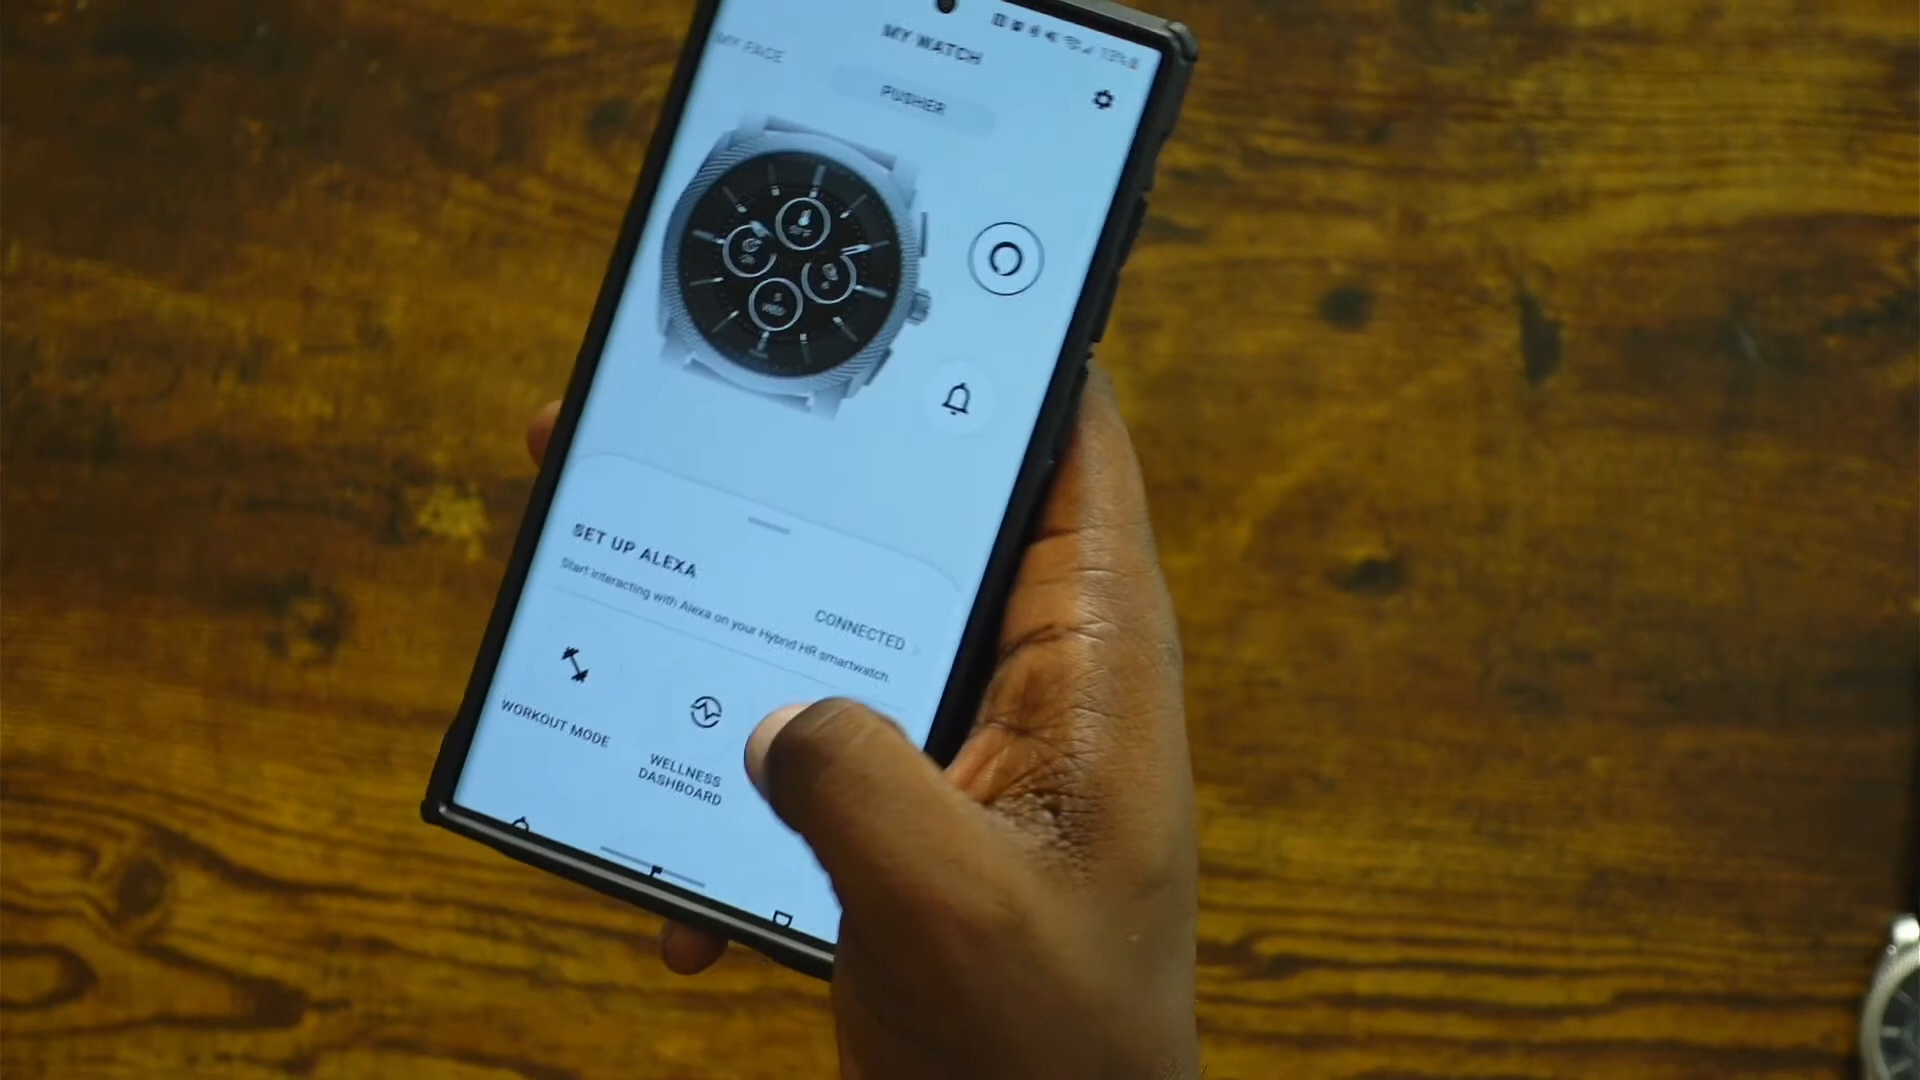 MY WATCH
MY FACE
PUSHER
SET UP ALEXA
Start interacting with Alexa on your Hybrid HR smartwatch.
CONNECTED
WORKOUT MODE
WELLNESS
DASHBOARD